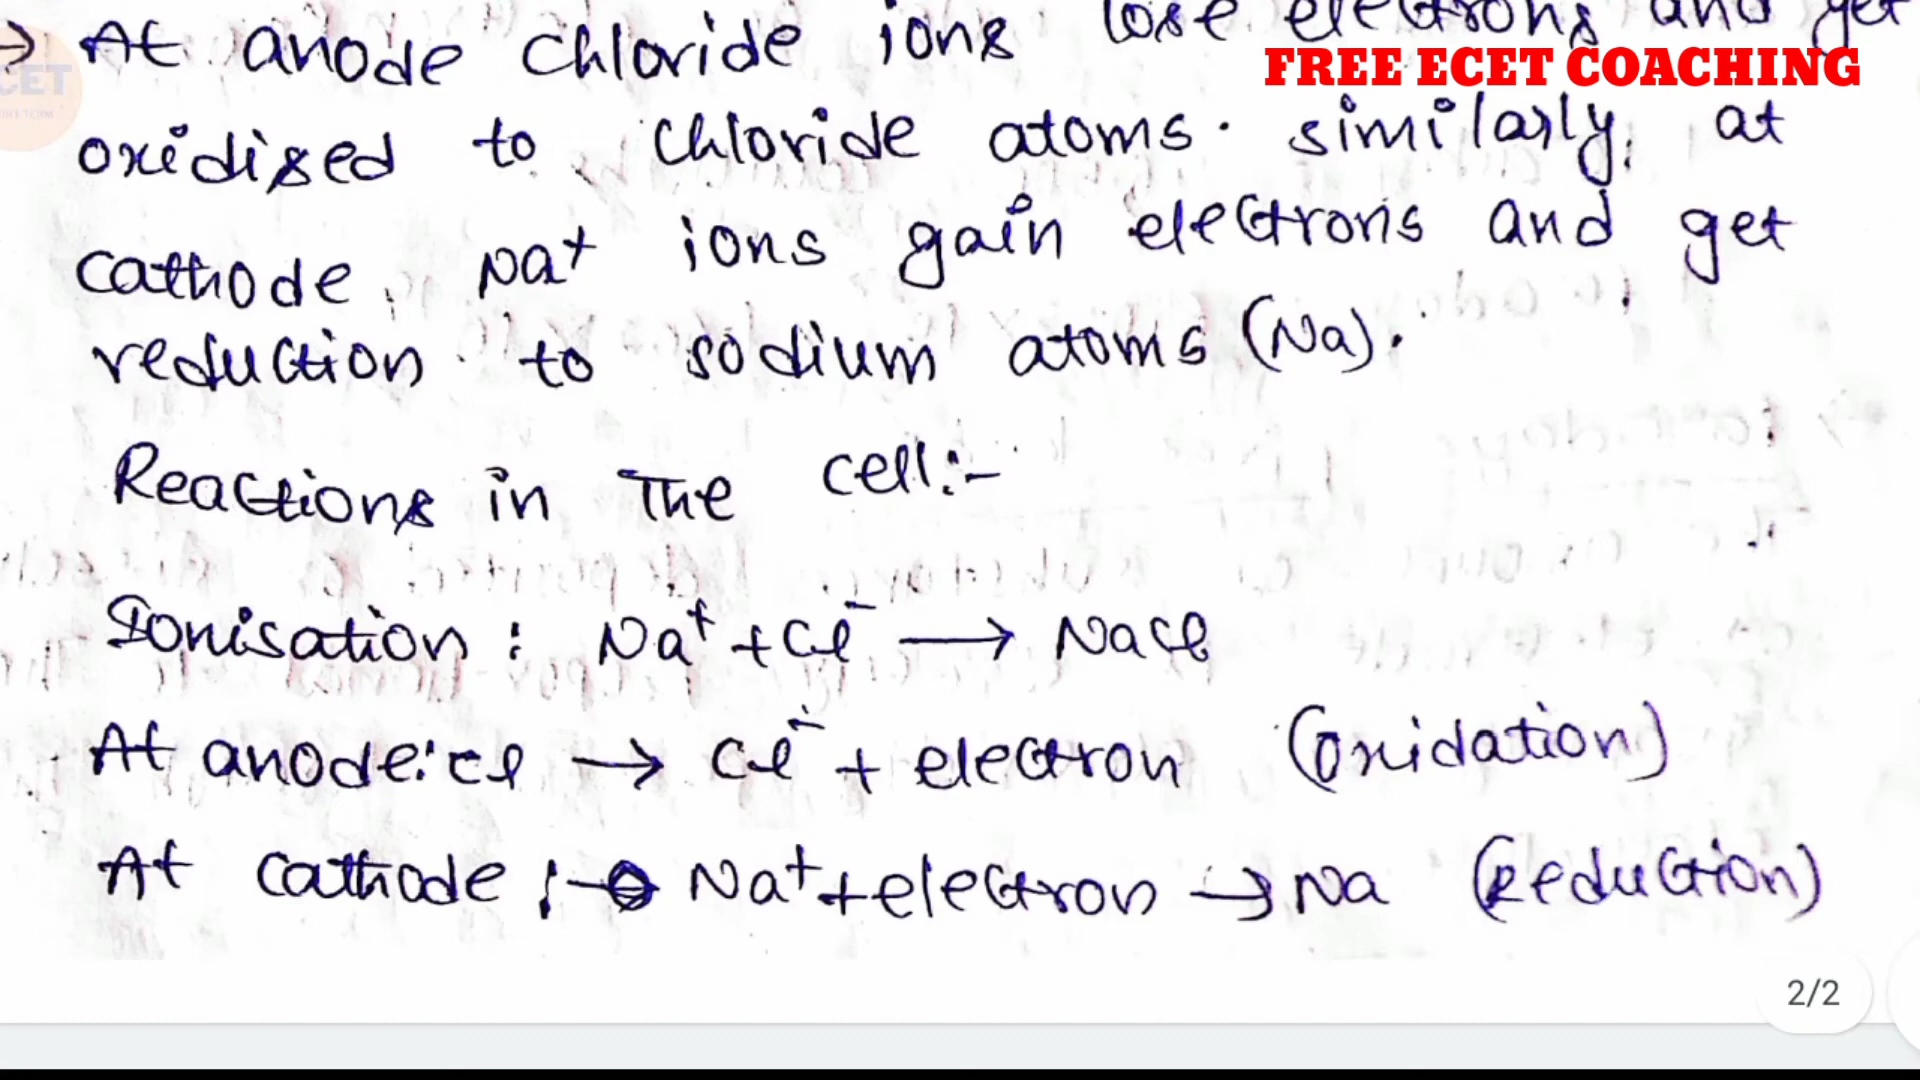 → At anode chloride ions lose electrons and get
FREE ECET COACHING
CET
oxidised to chloride atoms. similarly, at
cathode, Na⁺ ions gain electrons and get
reduction to sodium atoms (Na).
Reactions in The cell:-
Ionisation : Na⁺ + Cl⁻ → NaCl
At anode: Cl → Cl⁻ + electron (oxidation)
At cathode : Na⁺ + electron → Na (Reduction)
2/2